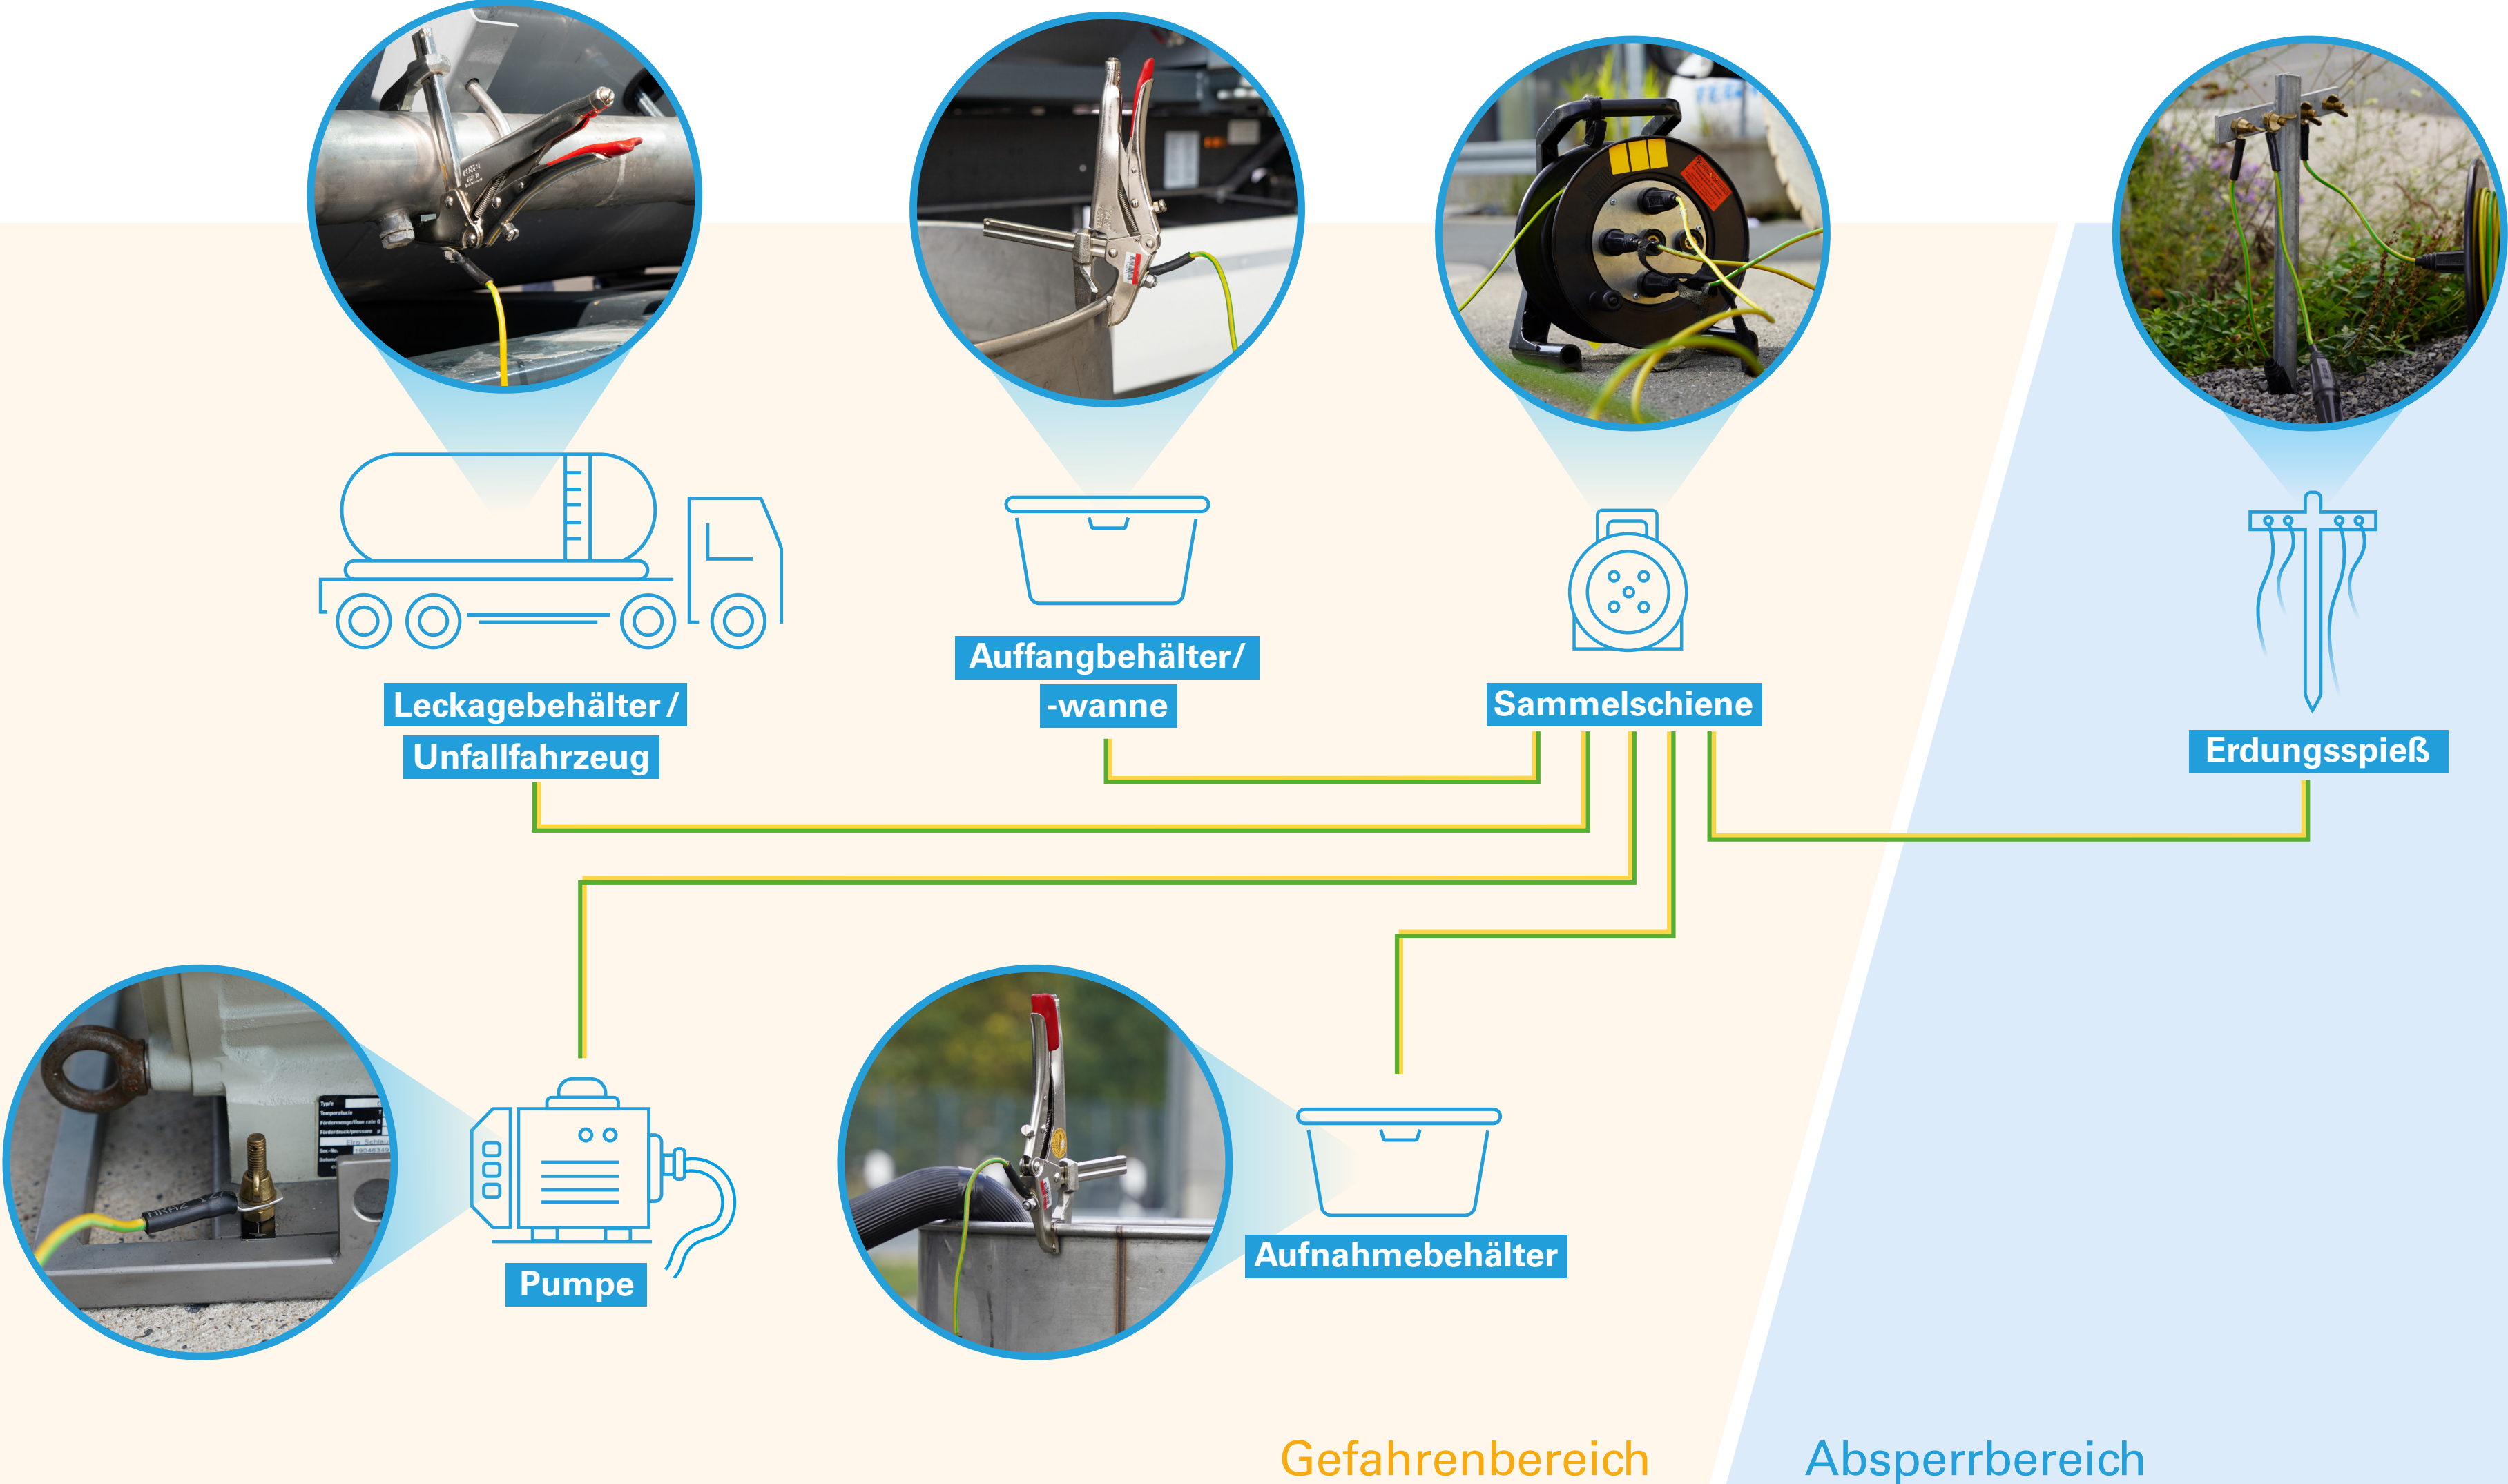 Leckagebehälter/
Unfallfahrzeug
Auffangbehälter/
-wanne
Sammelschiene
Erdungsspieß
Pumpe
Aufnahmebehälter
Gefahrenbereich
Absperrbereich